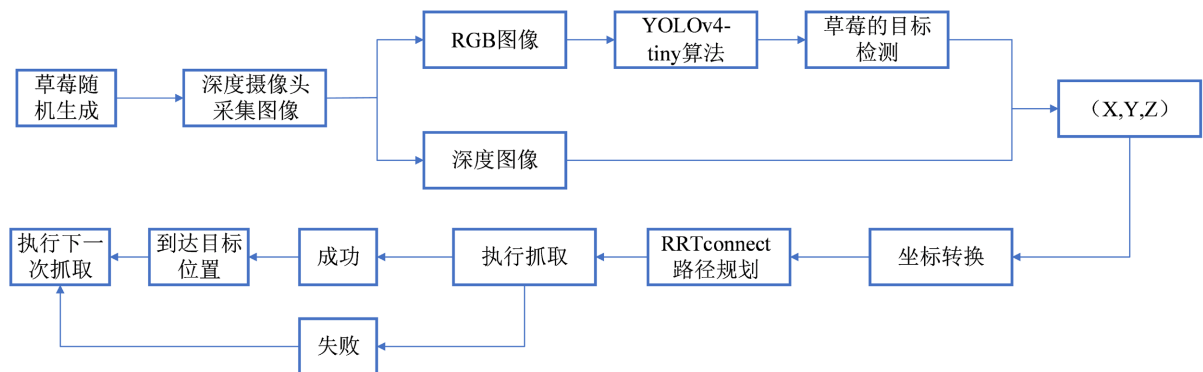 RGB图像
YOLOv4-
tiny算法
草莓的目标
检测
草莓随
机生成
深度摄像头
采集图像
（X,Y,Z）
深度图像
执行下一
次抓取
到达目标
位置
成功
执行抓取
RRTconnect
路径规划
坐标转换
失败